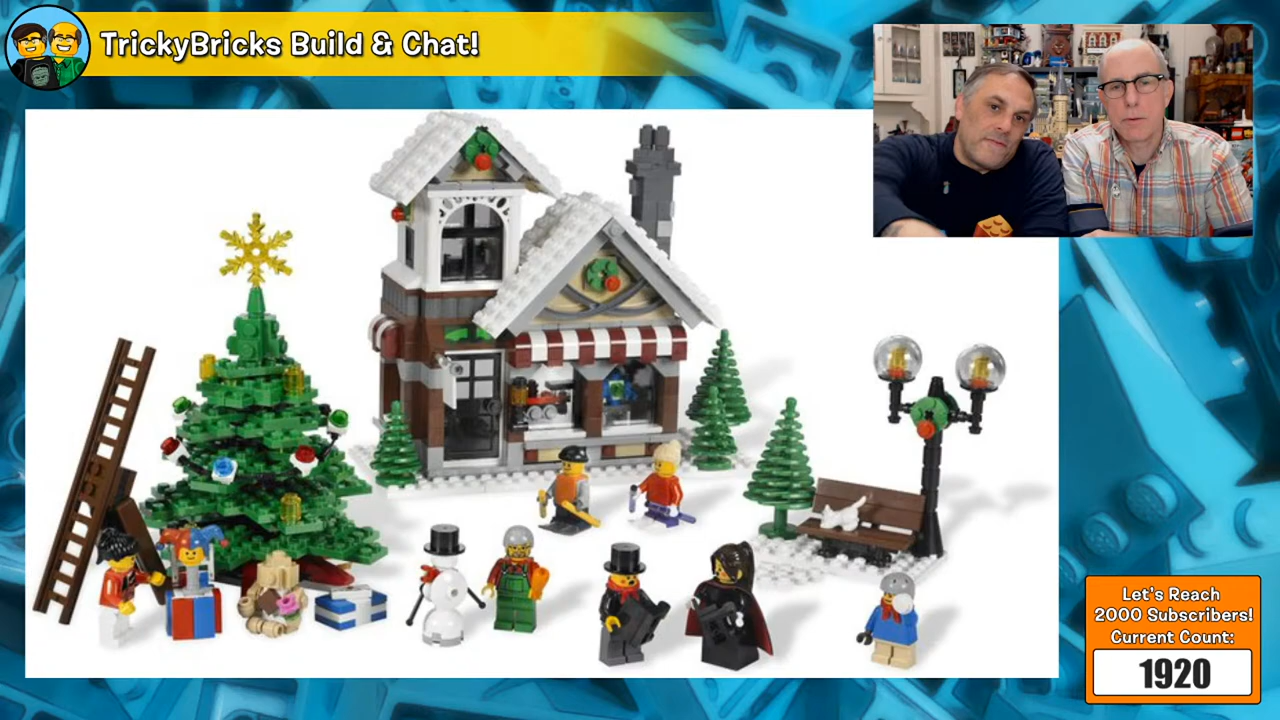 TrickyBricks Build & Chat!
Let's Reach
2000 Subscribers!
Current Count:
1920